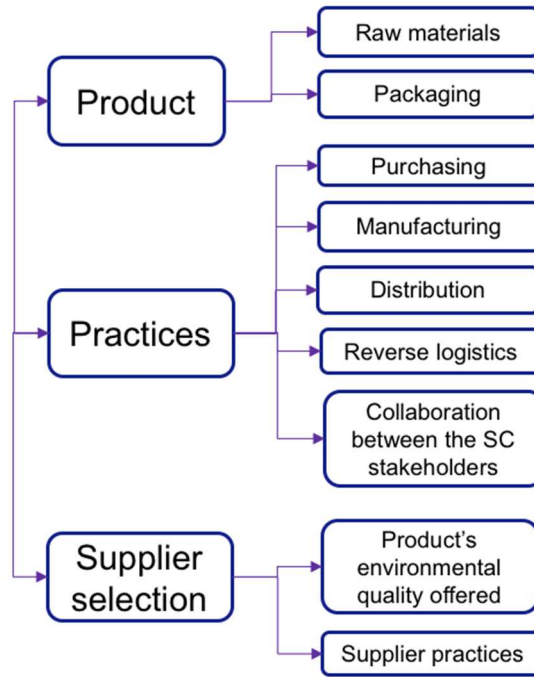 Product
Raw materials
Packaging
Practices
Purchasing
Manufacturing
Distribution
Reverse logistics
Collaboration
between the SC
stakeholders
Supplier
selection
Product’s
environmental
quality offered
Supplier practices